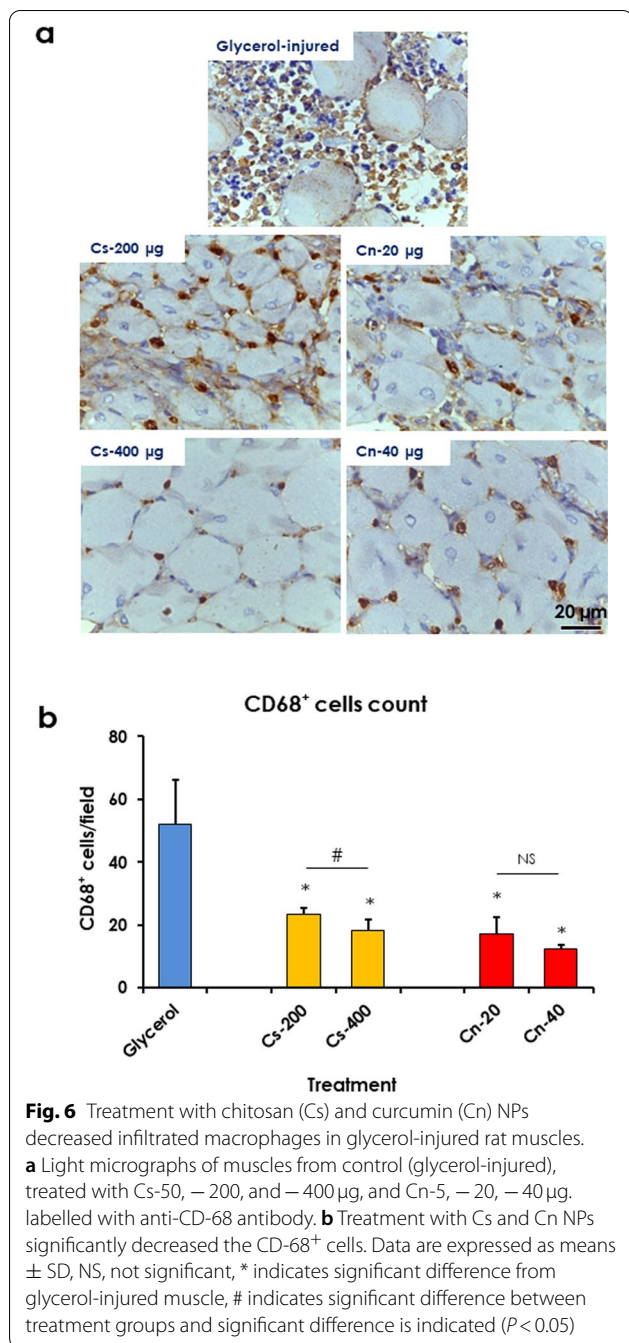 a
Glycerol-injured
Cs-200 µg
Cn-20 µg
Cs-400 µg
Cn-40 µg
20 µm
b
CD68⁺ cells count
CD68⁺ cells/field
80
60
40
20
0
#
NS
*
*
*
*
Glycerol
Cs-200
Cs-400
Cn-20
Cn-40
Treatment
Fig. 6 Treatment with chitosan (Cs) and curcumin (Cn) NPs
decreased infiltrated macrophages in glycerol-injured rat muscles.
a Light micrographs of muscles from control (glycerol-injured),
treated with Cs-50, − 200, and − 400 µg, and Cn-5, − 20, − 40 µg.
labelled with anti-CD-68 antibody. b Treatment with Cs and Cn NPs
significantly decreased the CD-68⁺ cells. Data are expressed as means
± SD, NS, not significant, * indicates significant difference from
glycerol-injured muscle, # indicates significant difference between
treatment groups and significant difference is indicated (P < 0.05)